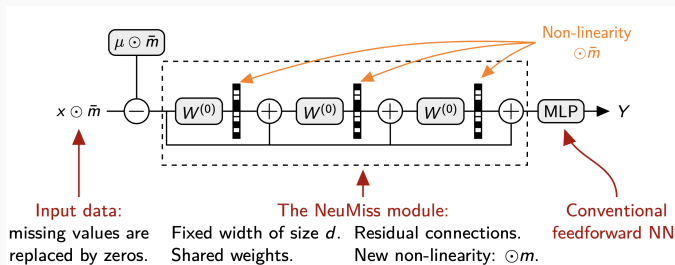 Non-linearity
⊙m̄
μ ⊙ m̄
x ⊙ m̄
−
W⁽⁰⁾
+
W⁽⁰⁾
+
W⁽⁰⁾
+
MLP
Y
Input data:
missing values are
replaced by zeros.
The NeuMiss module:
Fixed width of size d. Residual connections.
Shared weights. New non-linearity: ⊙m.
Conventional
feedforward NN